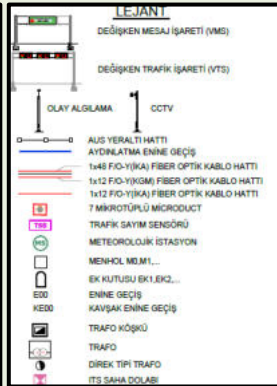 LEJANT
DEĞİŞKEN MESAJ İŞARETİ (VMS)
DEĞİŞKEN TRAFİK İŞARETİ (VTS)
OLAY ALGILAMA
CCTV
AUS YERALTI HATTI
AYDINLATMA ENİNE GEÇİŞ
1x48 F/O-Y(İKA) FİBER OPTİK KABLO HATTI
1x12 F/O-Y(KGM) FİBER OPTİK KABLO HATTI
1x12 F/O-Y(İKA) FİBER OPTİK KABLO HATTI
7 MİKROTÜPLÜ MICRODUCT
TSS TRAFİK SAYIM SENSÖRÜ
MS METEOROLOJİK İSTASYON
MENHOL M0,M1,...
EK KUTUSU EK1,EK2,...
E00 ENİNE GEÇİŞ
KE00 KAVŞAK ENİNE GEÇİŞ
TRAFO KÖŞKÜ
TRAFO
DİREK TİPİ TRAFO
ITS SAHA DOLABI